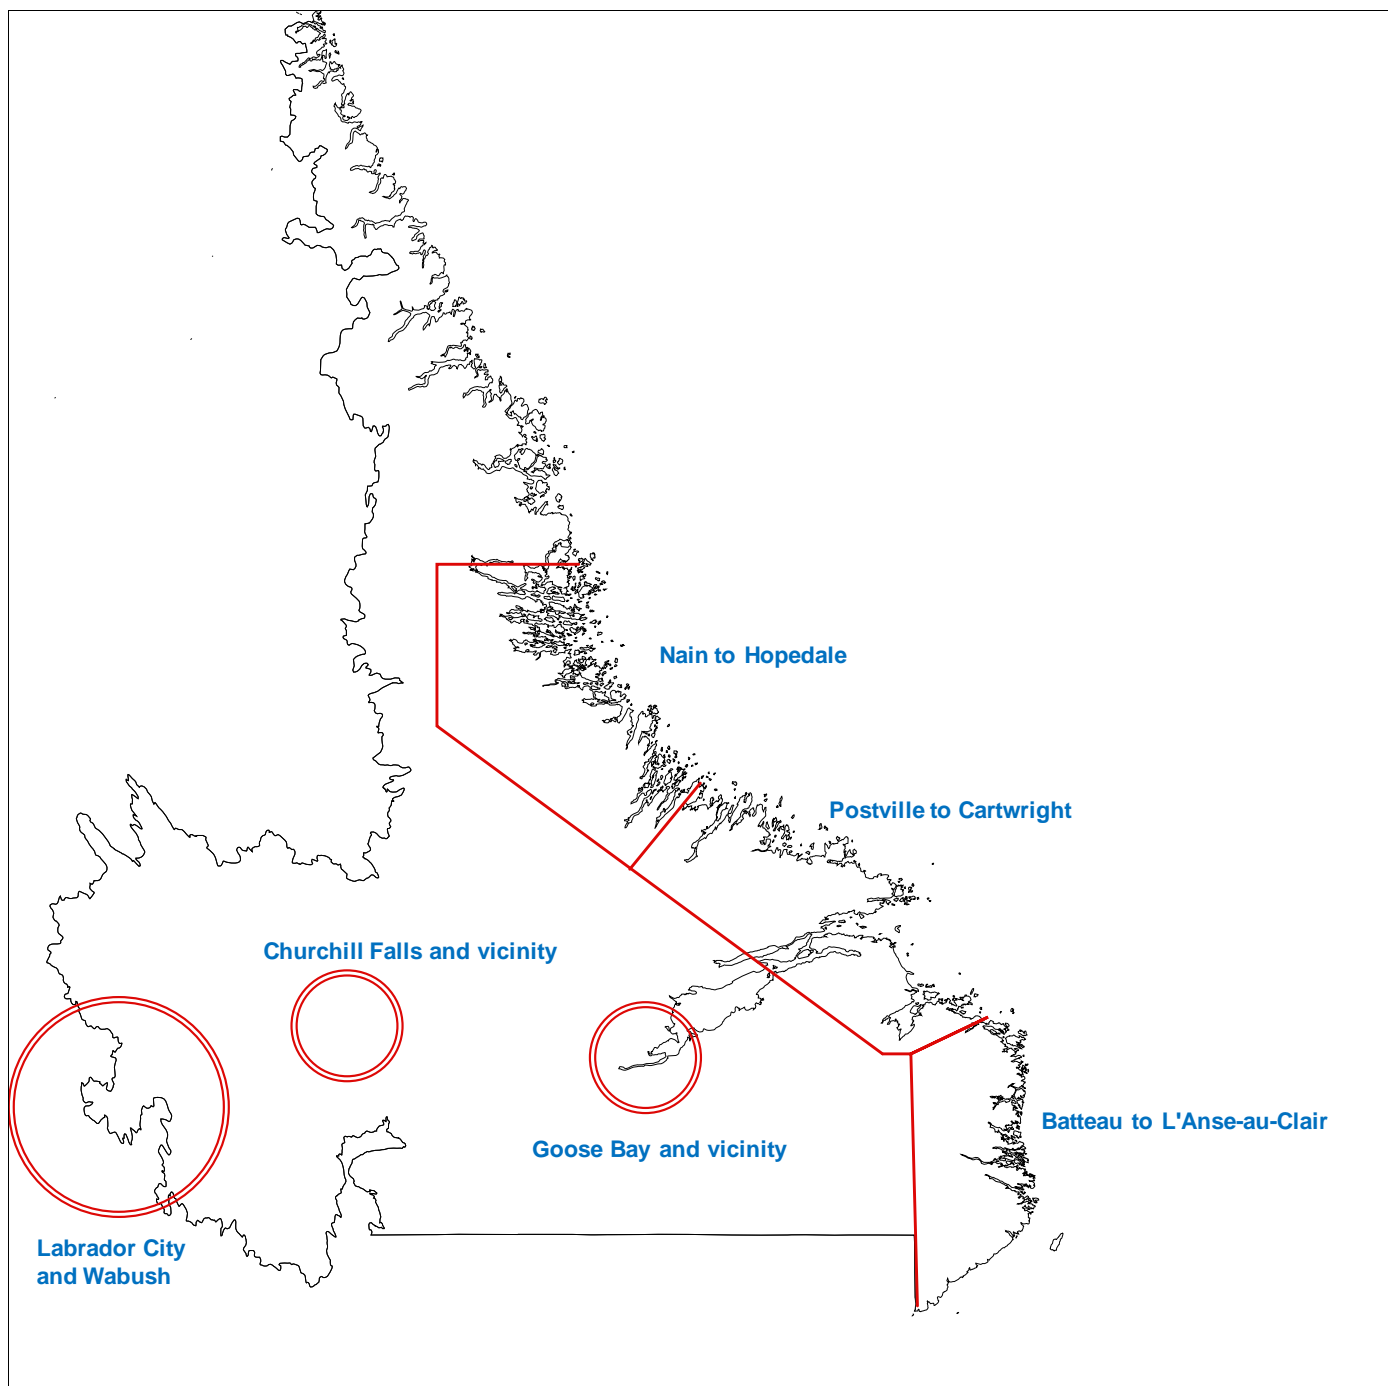 Nain to Hopedale
Postville to Cartwright
Churchill Falls and vicinity
Batteau to L'Anse-au-Clair
Goose Bay and vicinity
Labrador City
and Wabush